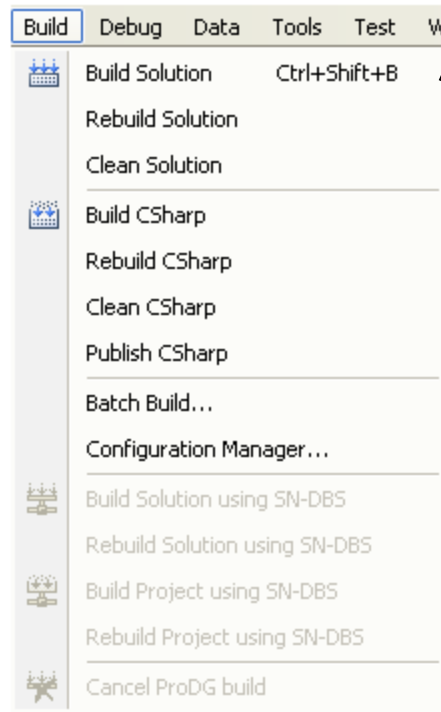 Build Debug Data Tools Test
Build Solution Ctrl+Shift+B
Rebuild Solution
Clean Solution
Build CSharp
Rebuild CSharp
Clean CSharp
Publish CSharp
Batch Build...
Configuration Manager...
Build Solution using SN-DBS
Rebuild Solution using SN-DBS
Build Project using SN-DBS
Rebuild Project using SN-DBS
Cancel ProDG build